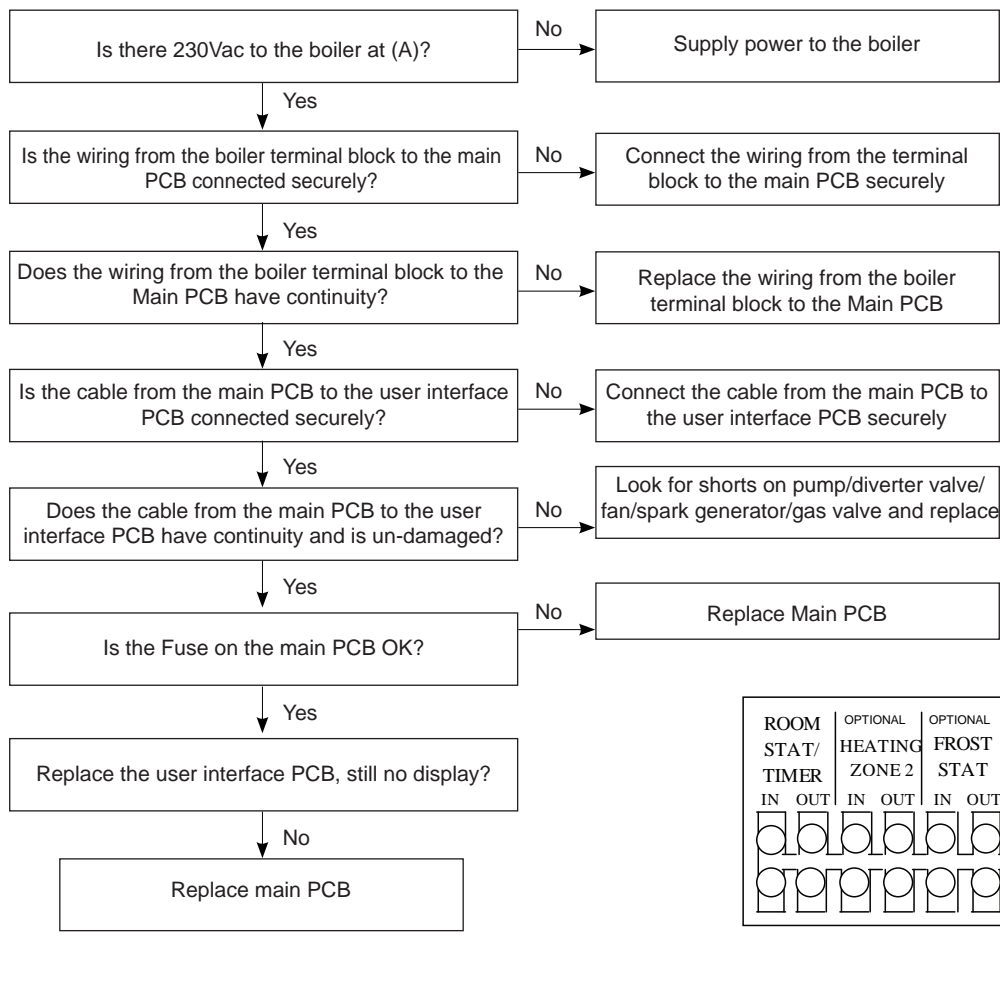 Is there 230Vac to the boiler at (A)?
No
Supply power to the boiler
Yes
Is the wiring from the boiler terminal block to the main
PCB connected securely?
No
Connect the wiring from the terminal
block to the main PCB securely
Yes
Does the wiring from the boiler terminal block to the
Main PCB have continuity?
No
Replace the wiring from the boiler
terminal block to the Main PCB
Yes
Is the cable from the main PCB to the user interface
PCB connected securely?
No
Connect the cable from the main PCB to
the user interface PCB securely
Yes
Does the cable from the main PCB to the user
interface PCB have continuity and is un-damaged?
No
Look for shorts on pump/diverter valve/
fan/spark generator/gas valve and replace
Yes
Is the Fuse on the main PCB OK?
No
Replace Main PCB
Yes
Replace the user interface PCB, still no display?
No
Replace main PCB
ROOM
STAT/
TIMER
IN OUT
OPTIONAL
HEATING
ZONE 2
IN OUT
OPTIONAL
FROST
STAT
IN OUT